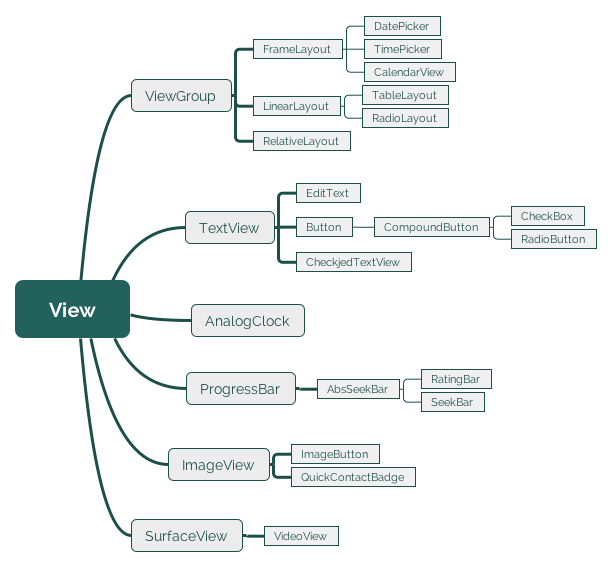 View
ViewGroup
FrameLayout
DatePicker
TimePicker
CalendarView
LinearLayout
TableLayout
RadioLayout
RelativeLayout
TextView
EditText
Button
CompoundButton
CheckBox
RadioButton
CheckjedTextView
AnalogClock
ProgressBar
AbsSeekBar
RatingBar
SeekBar
ImageView
ImageButton
QuickContactBadge
SurfaceView
VideoView